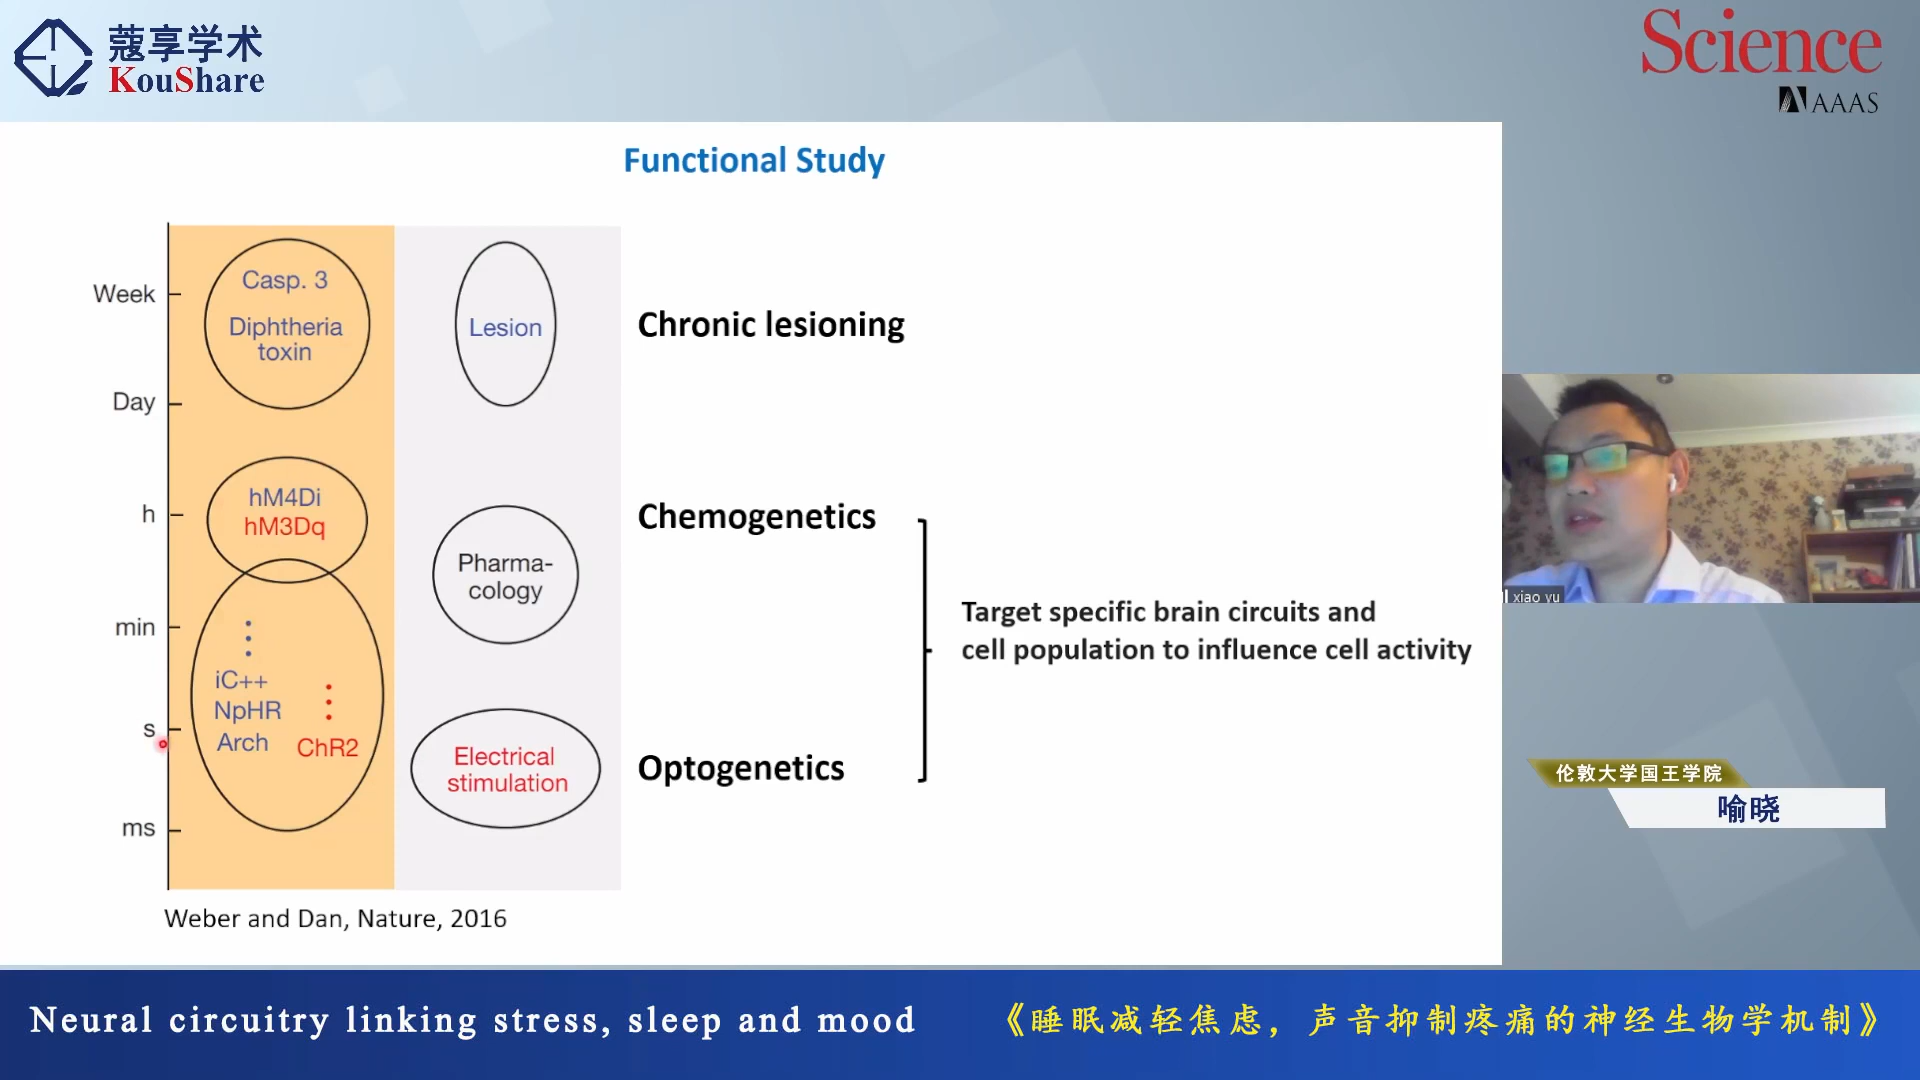 蔻享学术
KouShare
Science
AAAS
Functional Study
Week
Day
h
min
s
ms
Casp. 3
Diphtheria
toxin
Lesion
Chronic lesioning
hM4Di
hM3Dq
Pharma-
cology
Chemogenetics
iC++
NpHR
Arch
ChR2
Electrical
stimulation
Optogenetics
Target specific brain circuits and
cell population to influence cell activity
Weber and Dan, Nature, 2016
xiao yu
伦敦大学国王学院
喻晓
Neural circuitry linking stress, sleep and mood
《睡眠减轻焦虑，声音抑制疼痛的神经生物学机制》